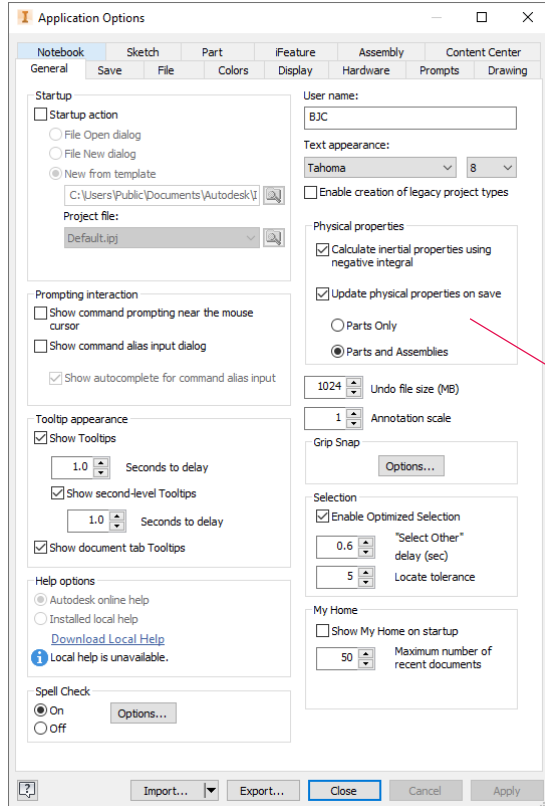 Application Options
Notebook Sketch Part iFeature Assembly Content Center
General Save File Colors Display Hardware Prompts Drawing
Startup
Startup action
File Open dialog
File New dialog
New from template
C:\Users\Public\Documents\Autodesk\I
Project file:
Default.ipj
Prompting interaction
Show command prompting near the mouse
cursor
Show command alias input dialog
Show autocomplete for command alias input
Tooltip appearance
Show Tooltips
1.0 Seconds to delay
Show second-level Tooltips
1.0 Seconds to delay
Show document tab Tooltips
Help options
Autodesk online help
Installed local help
Download Local Help
Local help is unavailable.
Spell Check
On
Options...
Off
User name:
BJC
Text appearance:
Tahoma 8
Enable creation of legacy project types
Physical properties
Calculate inertial properties using
negative integral
Update physical properties on save
Parts Only
Parts and Assemblies
1024 Undo file size (MB)
1 Annotation scale
Grip Snap
Options...
Selection
Enable Optimized Selection
0.6 "Select Other"
delay (sec)
5 Locate tolerance
My Home
Show My Home on startup
50 Maximum number of
recent documents
? Import... Export... Close Cancel Apply